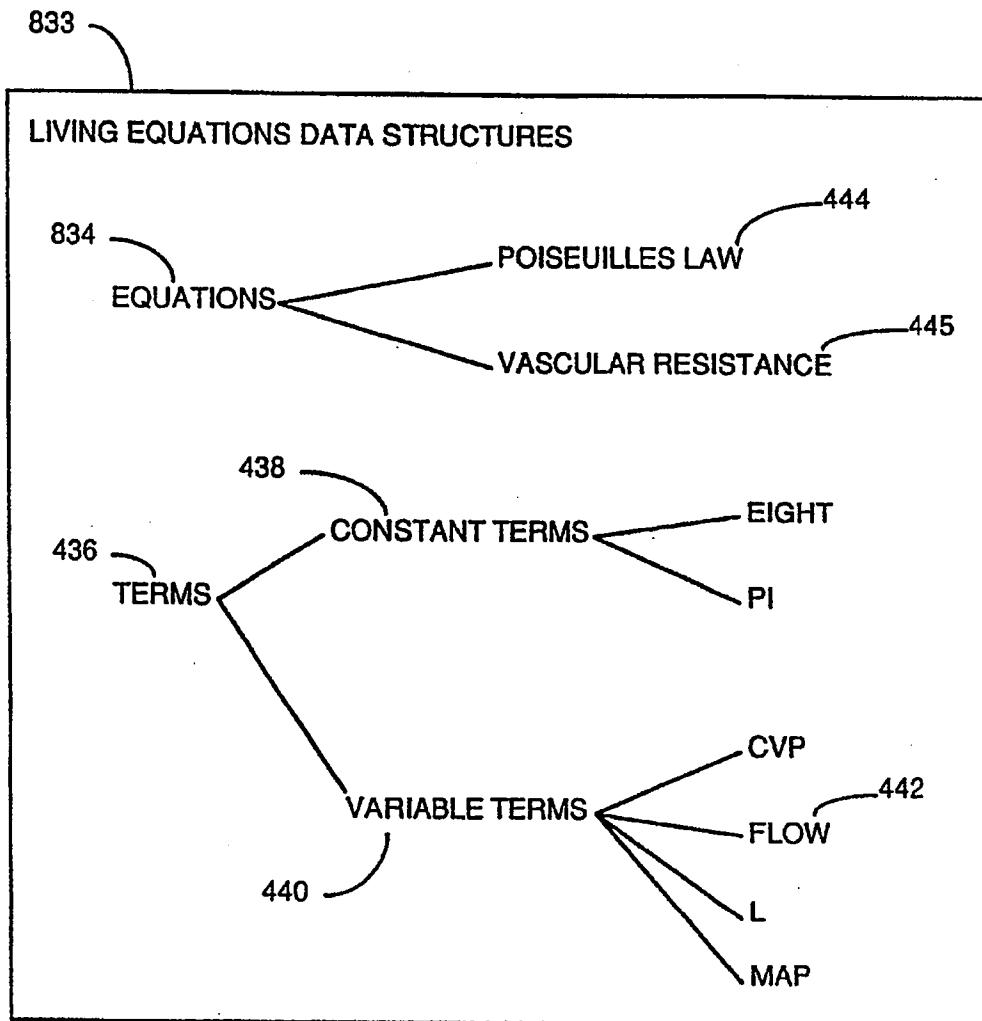 833
LIVING EQUATIONS DATA STRUCTURES
444
834
POISEUILLES LAW
EQUATIONS
445
VASCULAR RESISTANCE
438
EIGHT
CONSTANT TERMS
436
TERMS
PI
CVP
442
VARIABLE TERMS
FLOW
440
L
MAP